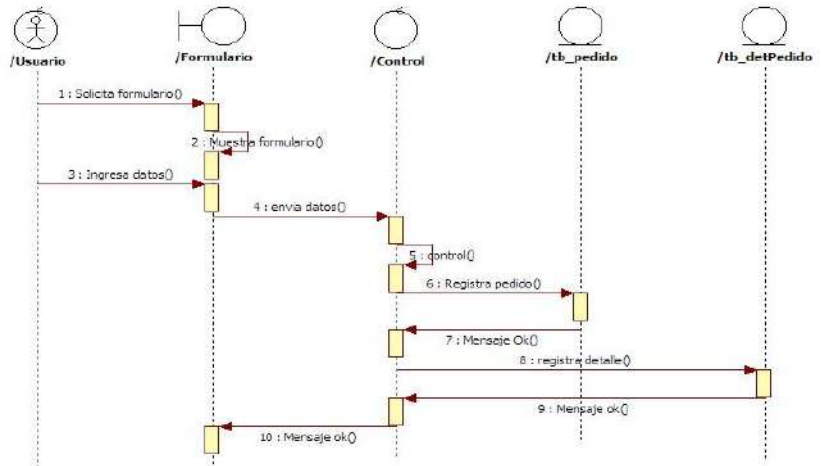 /Usuario
/Formulario
/Control
/tb_pedido
/tb_detPedido
1 : Solicita formulario()
2 : Muestra formulario()
3 : Ingresa datos()
4 : envia datos()
5 : control()
6 : Registra pedido()
7 : Mensaje Ok()
8 : registra detalle()
9 : Mensaje ok()
10 : Mensaje ok()